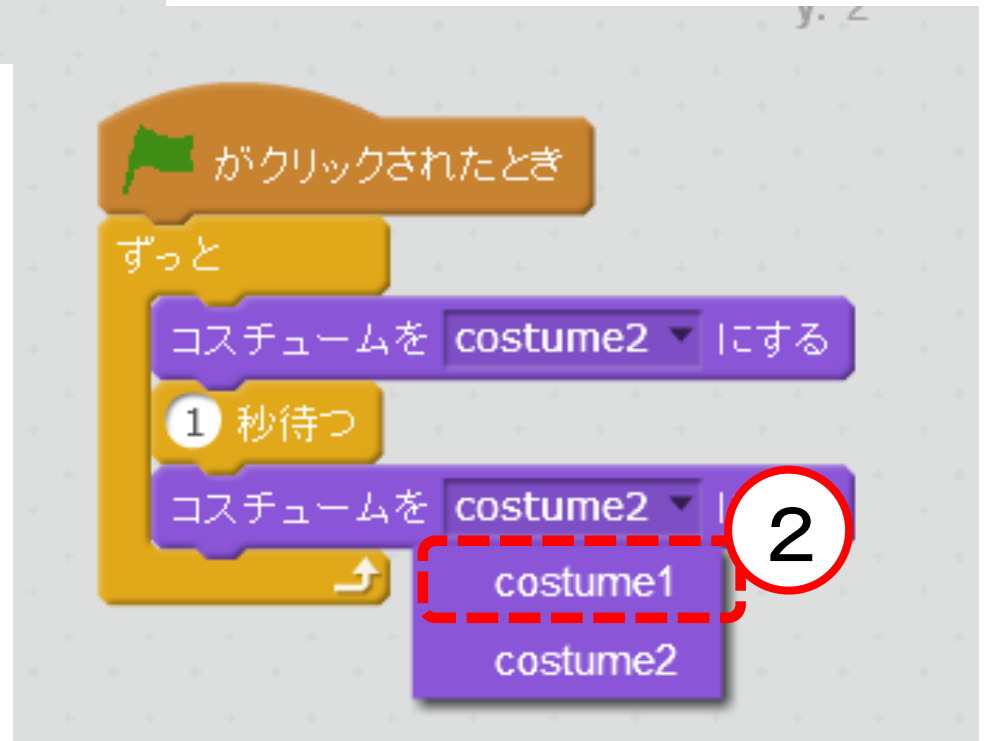 y: 2
がクリックされたとき
ずっと
コスチュームを costume2 にする
1 秒待つ
コスチュームを costume2
2
costume1
costume2